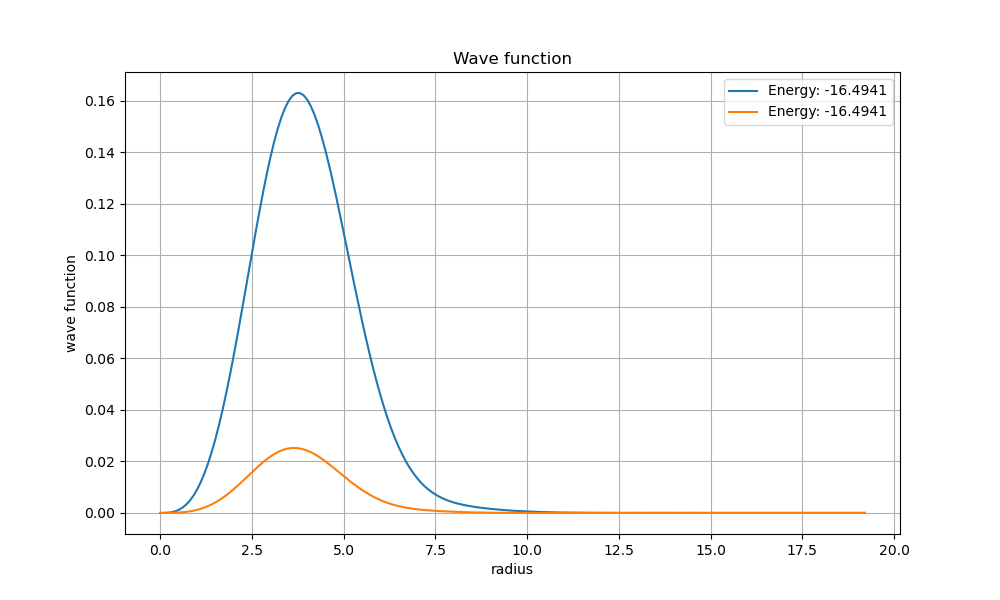 Wave function
Energy: -16.4941
Energy: -16.4941
wave function
0.16
0.14
0.12
0.10
0.08
0.06
0.04
0.02
0.00
0.0 2.5 5.0 7.5 10.0 12.5 15.0 17.5 20.0
radius